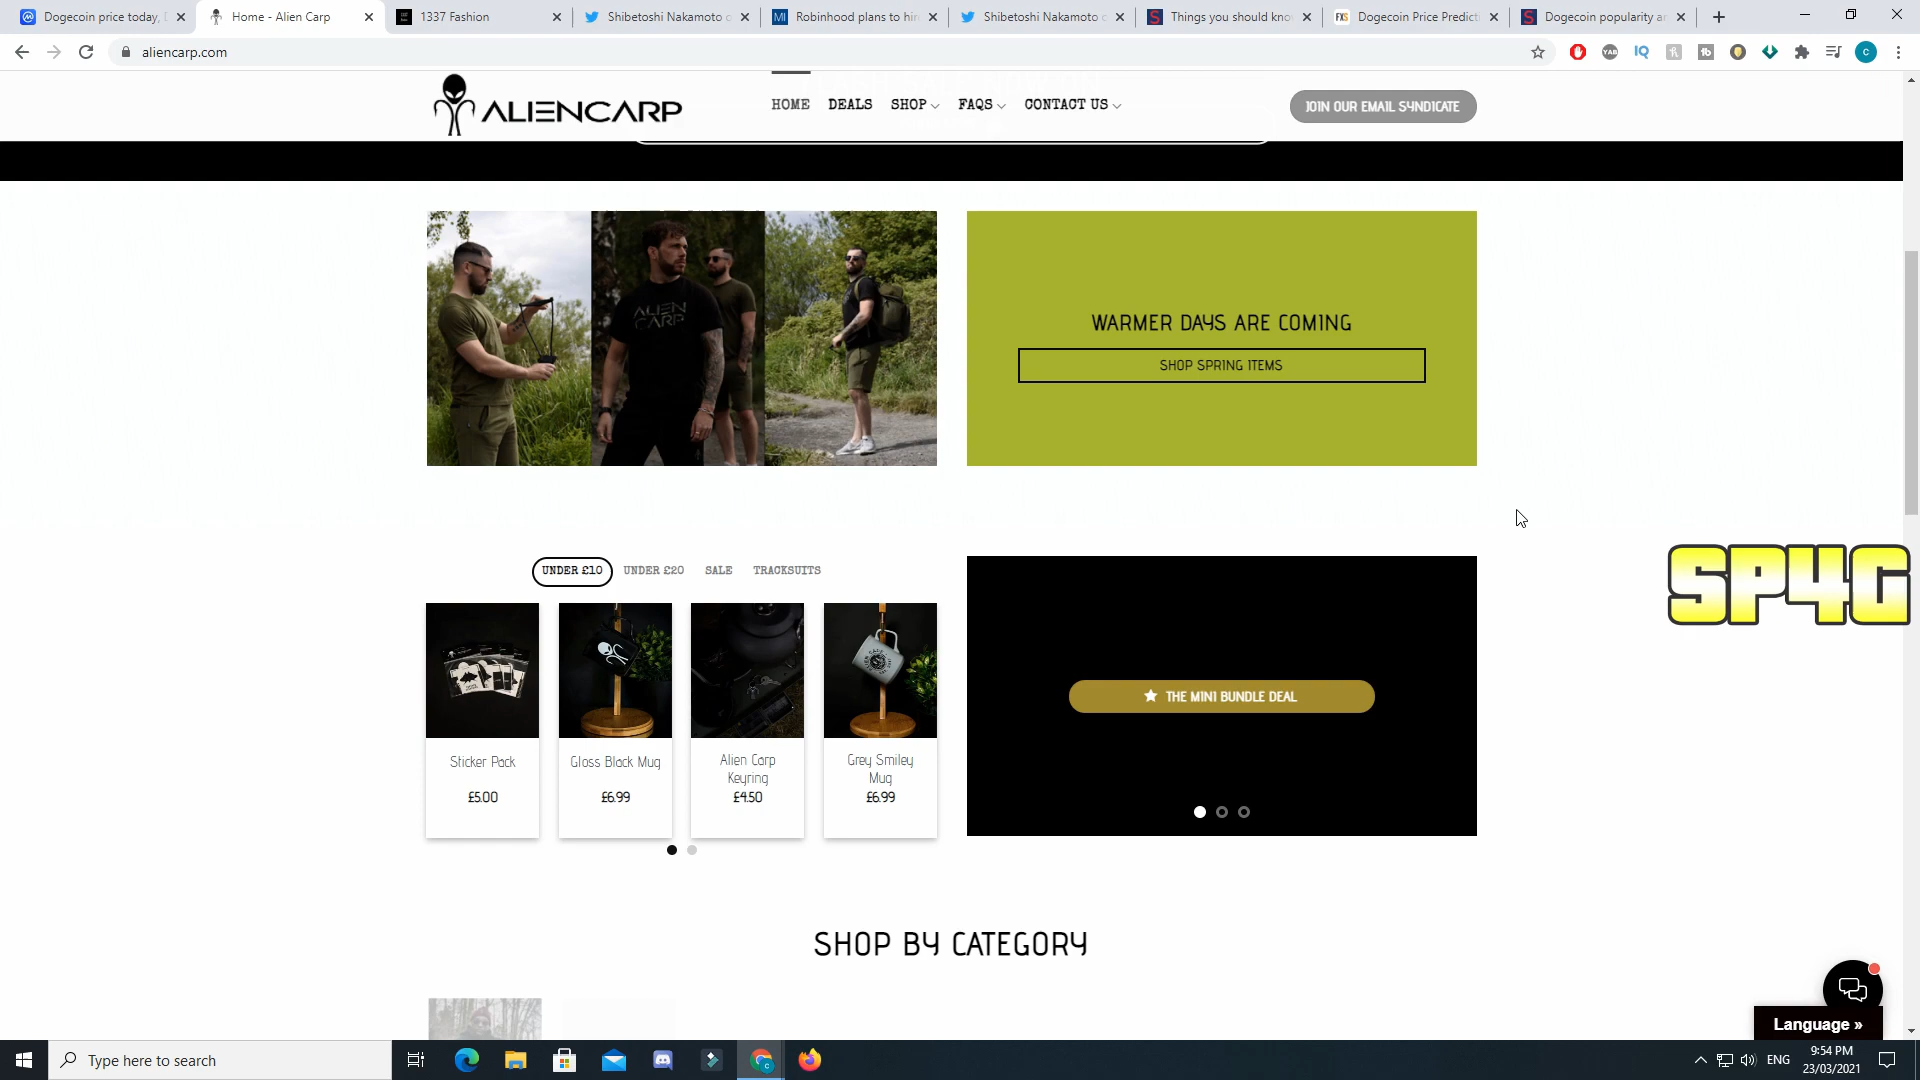 Dogecoin price today,
Home - Alien Carp
1337 Fashion
Shibetoshi Nakamoto
Robinhood plans to
Shibetoshi Nakamoto
Things you should
Dogecoin Price
Dogecoin popularity
aliencarp.com
YAB
IQ
C
ALIENCARP
HOME
DEALS
SHOP
FAQS
CONTACT US
JOIN OUR EMAIL SYNDICATE
ALIEN
CARP
WARMER DAYS ARE COMING
SHOP SPRING ITEMS
SP4G
UNDER £10
UNDER £20
SALE
TRACKSUITS
THE MINI BUNDLE DEAL
Sticker Pack
£5.00
Gloss Black Mug
£6.99
Alien Carp
Keyring
£4.50
Grey Smiley
Mug
£6.99
SHOP BY CATEGORY
Language »
Type here to search
ENG
9:54 PM
23/03/2021